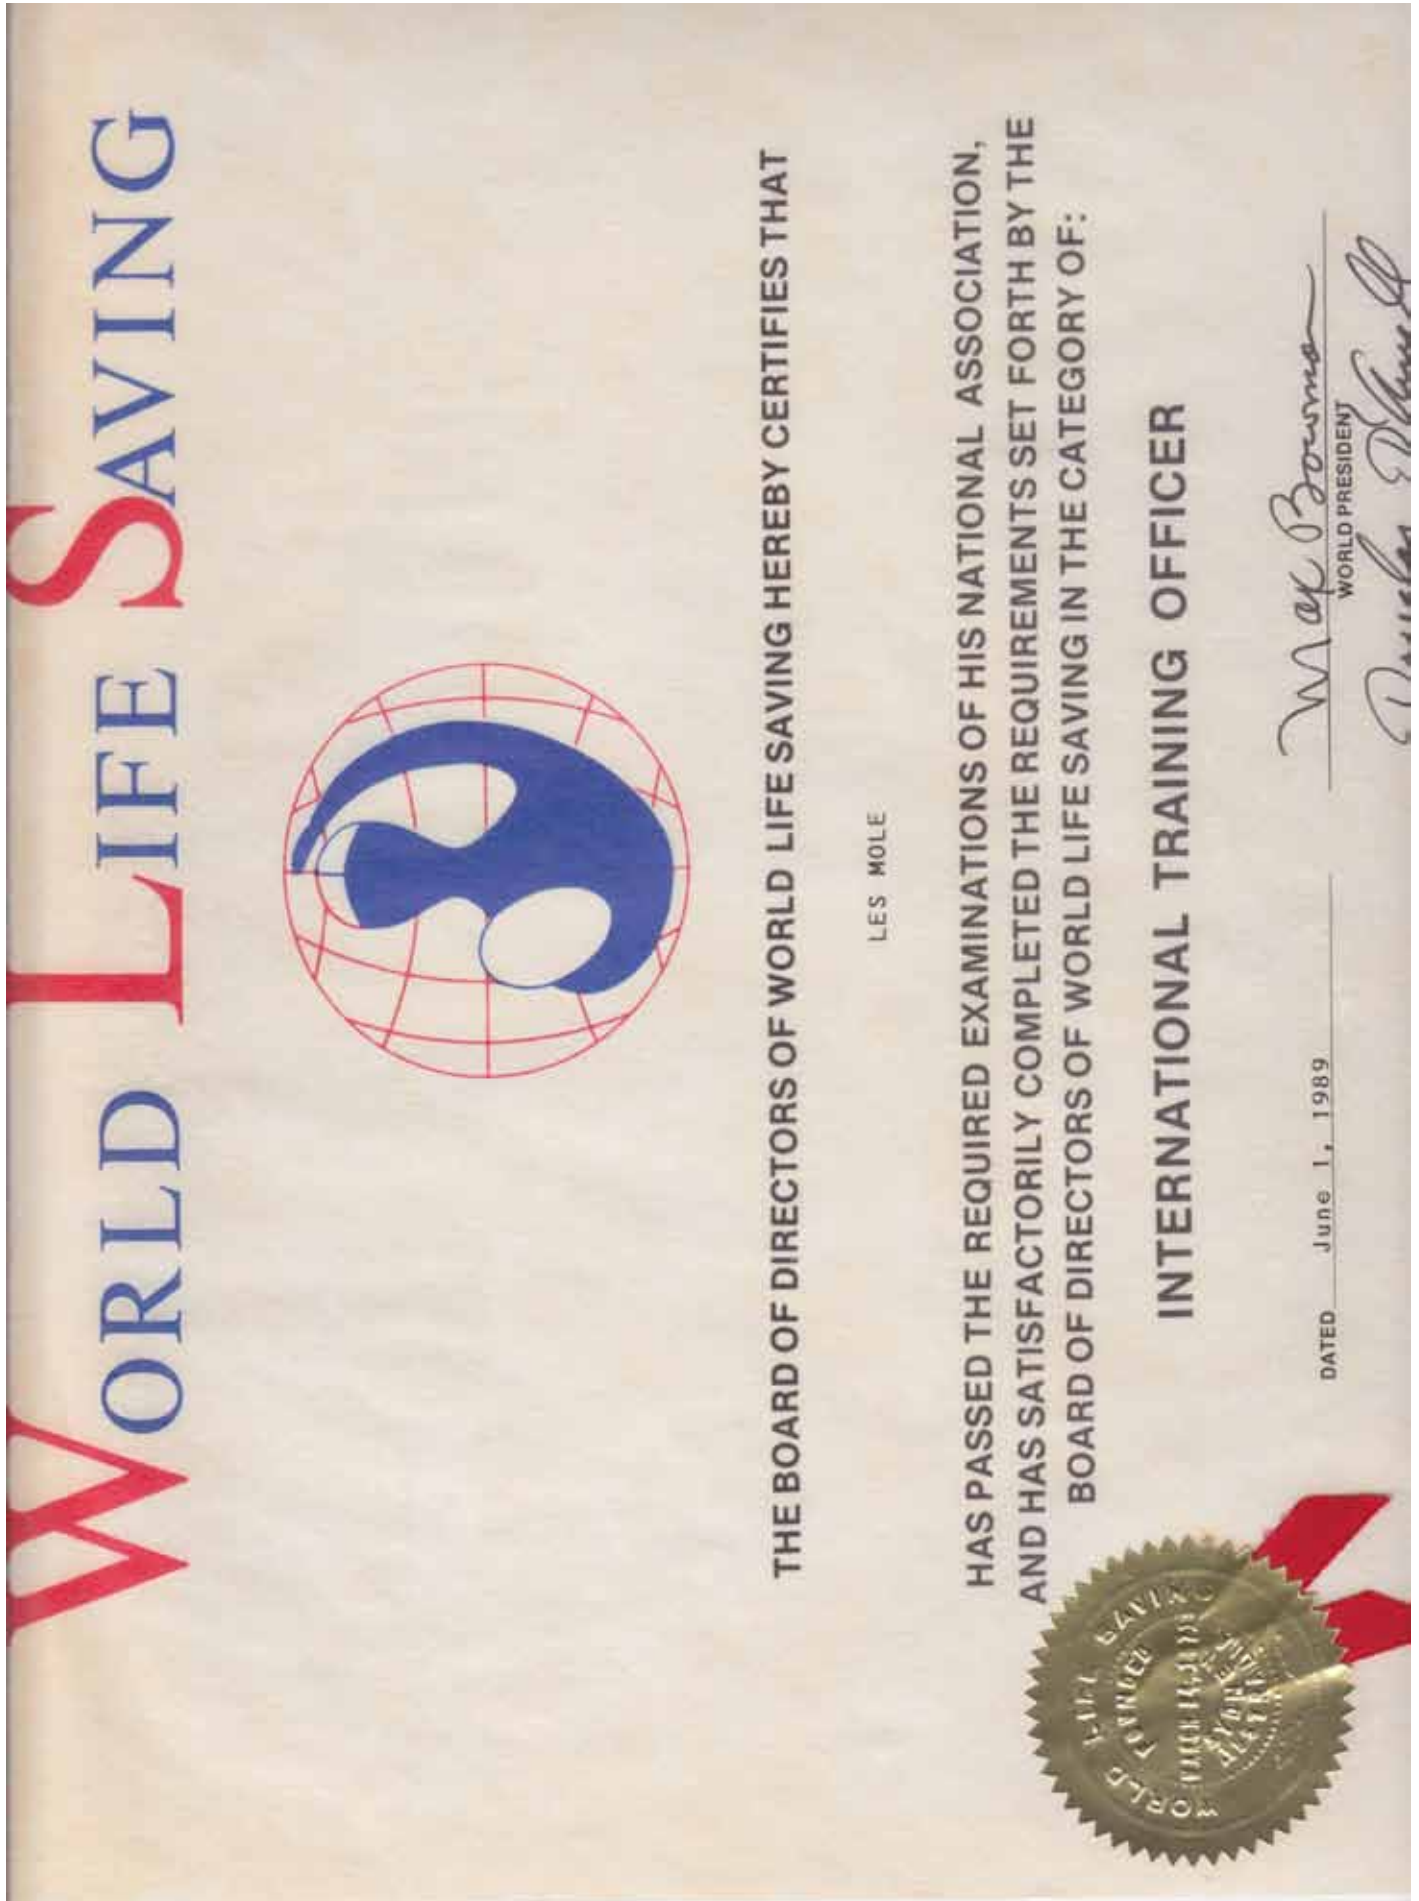 WORLD LIFE SAVING
THE BOARD OF DIRECTORS OF WORLD LIFE SAVING HEREBY CERTIFIES THAT
LES MOLE
HAS PASSED THE REQUIRED EXAMINATIONS OF HIS NATIONAL ASSOCIATION,
AND HAS SATISFACTORILY COMPLETED THE REQUIREMENTS SET FORTH BY THE
BOARD OF DIRECTORS OF WORLD LIFE SAVING IN THE CATEGORY OF:
INTERNATIONAL TRAINING OFFICER
DATED June 1, 1989
Max Bowman
WORLD PRESIDENT
WORLD LIFE SAVING
FOUNDED